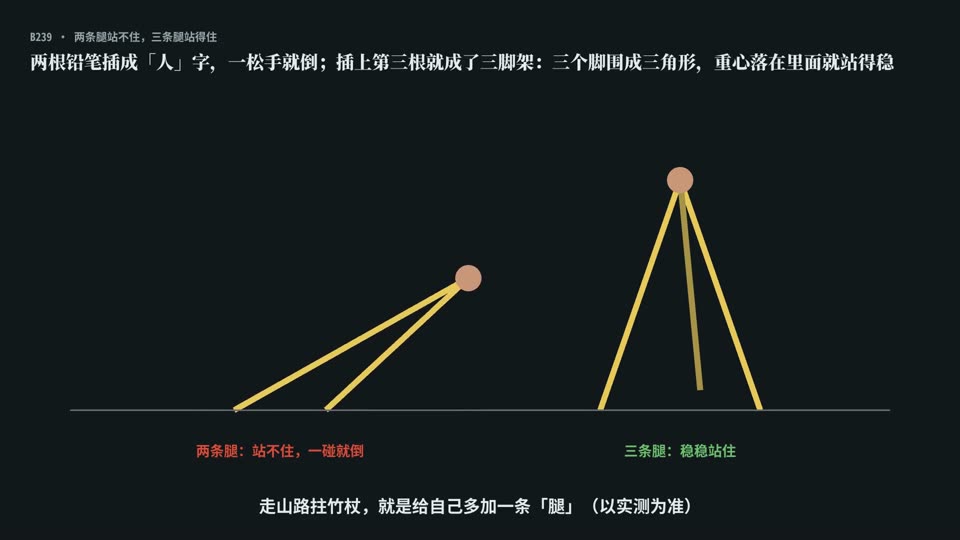 B239 · 两条腿站不住，三条腿站得住
两根铅笔插成「人」字，一松手就倒；插上第三根就成了三脚架：三个脚围成三角形，重心落在里面就站得稳
两条腿：站不住，一碰就倒
三条腿：稳稳站住
走山路拄竹杖，就是给自己多加一条「腿」（以实测为准）